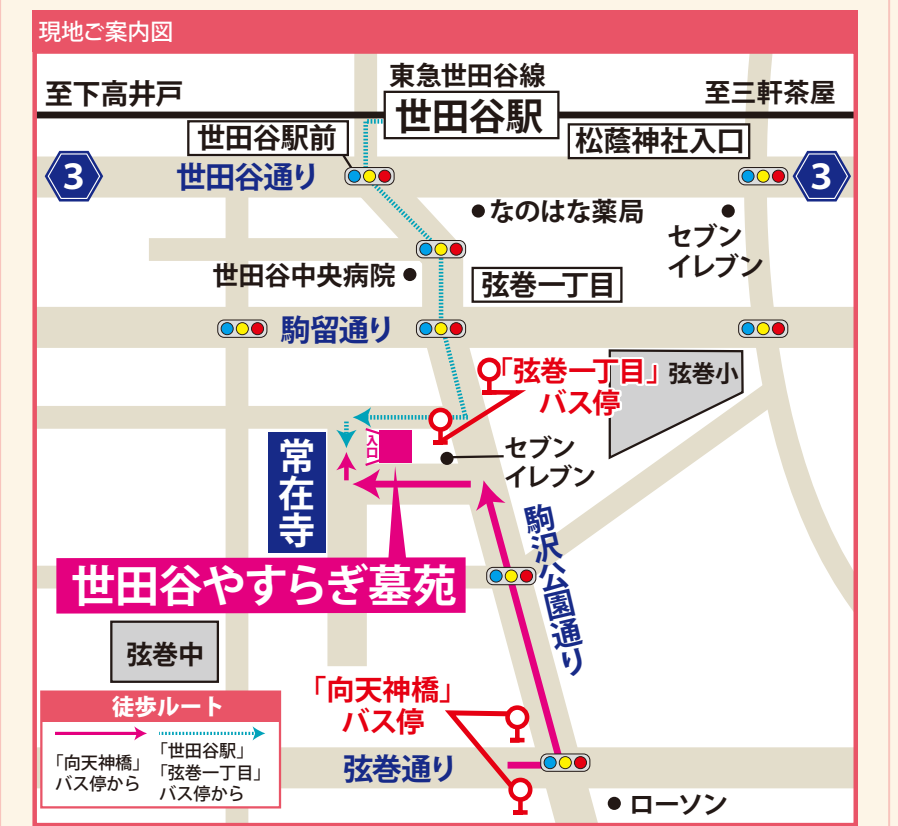 現地ご案内図
東急世田谷線
至下高井戸
世田谷駅
至三軒茶屋
世田谷駅前
松蔭神社入口
3
世田谷通り
3
なのはな薬局
セブン
イレブン
世田谷中央病院
弦巻一丁目
駒留通り
「弦巻一丁目」
バス停
弦巻小
入口
常在寺
セブン
イレブン
駒沢公園通り
世田谷やすらぎ墓苑
弦巻中
「向天神橋」
バス停
弦巻通り
ローソン
徒歩ルート
「向天神橋」
バス停から
「世田谷駅」
「弦巻一丁目」
バス停から